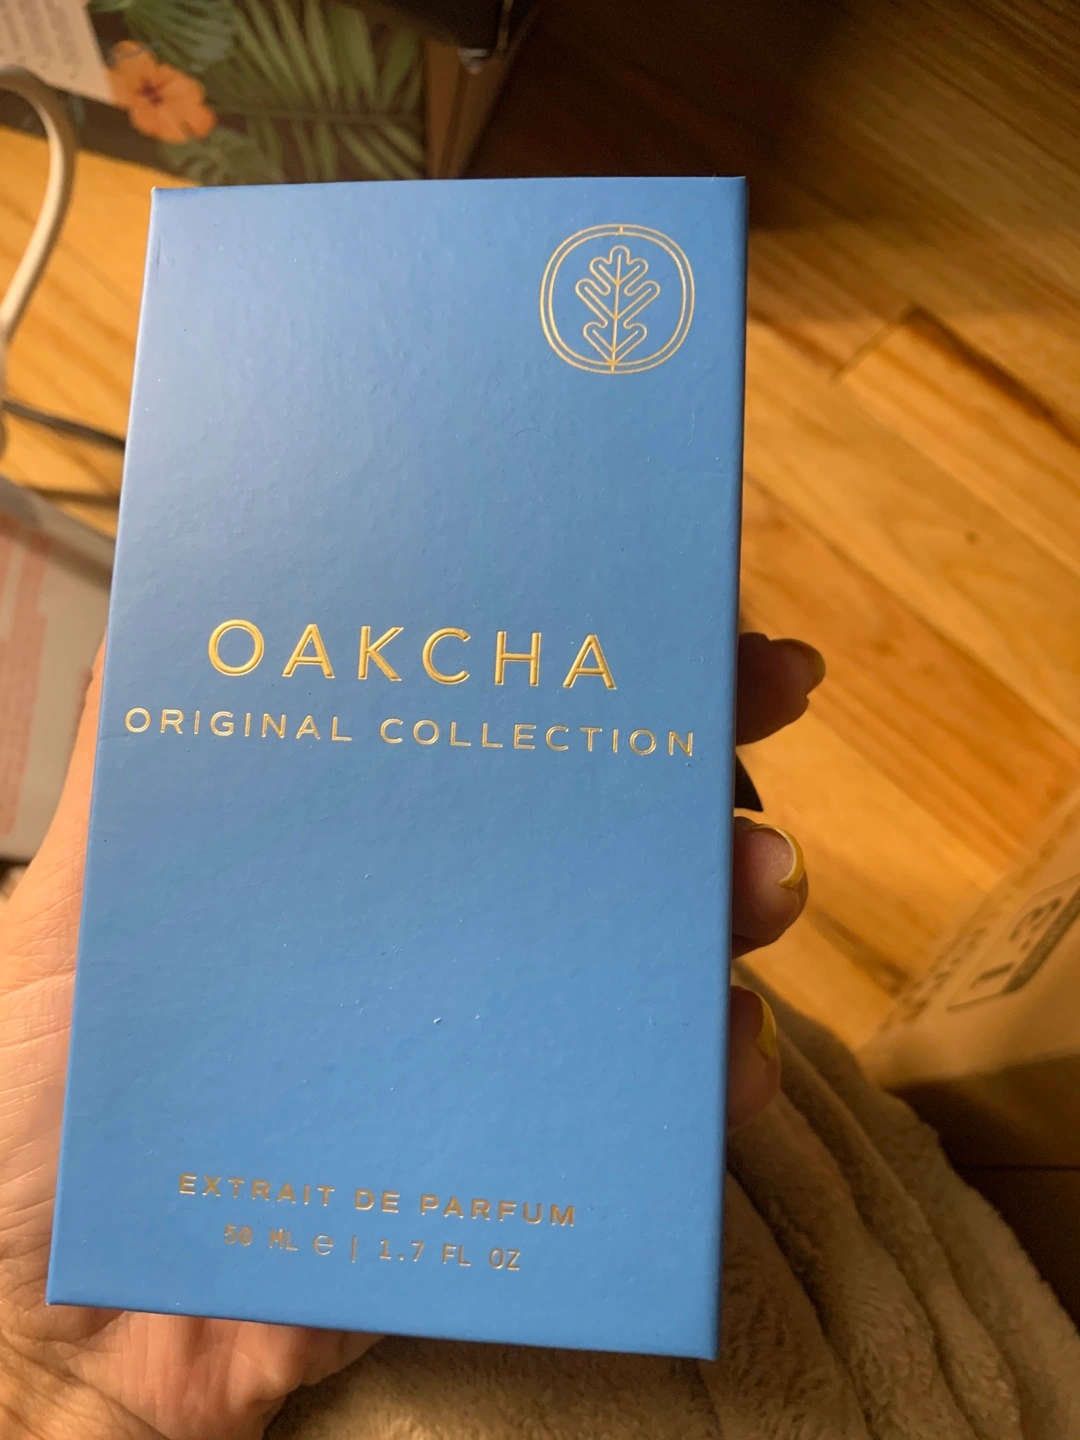 OAKCHA
ORIGINAL COLLECTION
EXTRAIT DE PARFUM
50 ML ℮ | 1.7 FL OZ